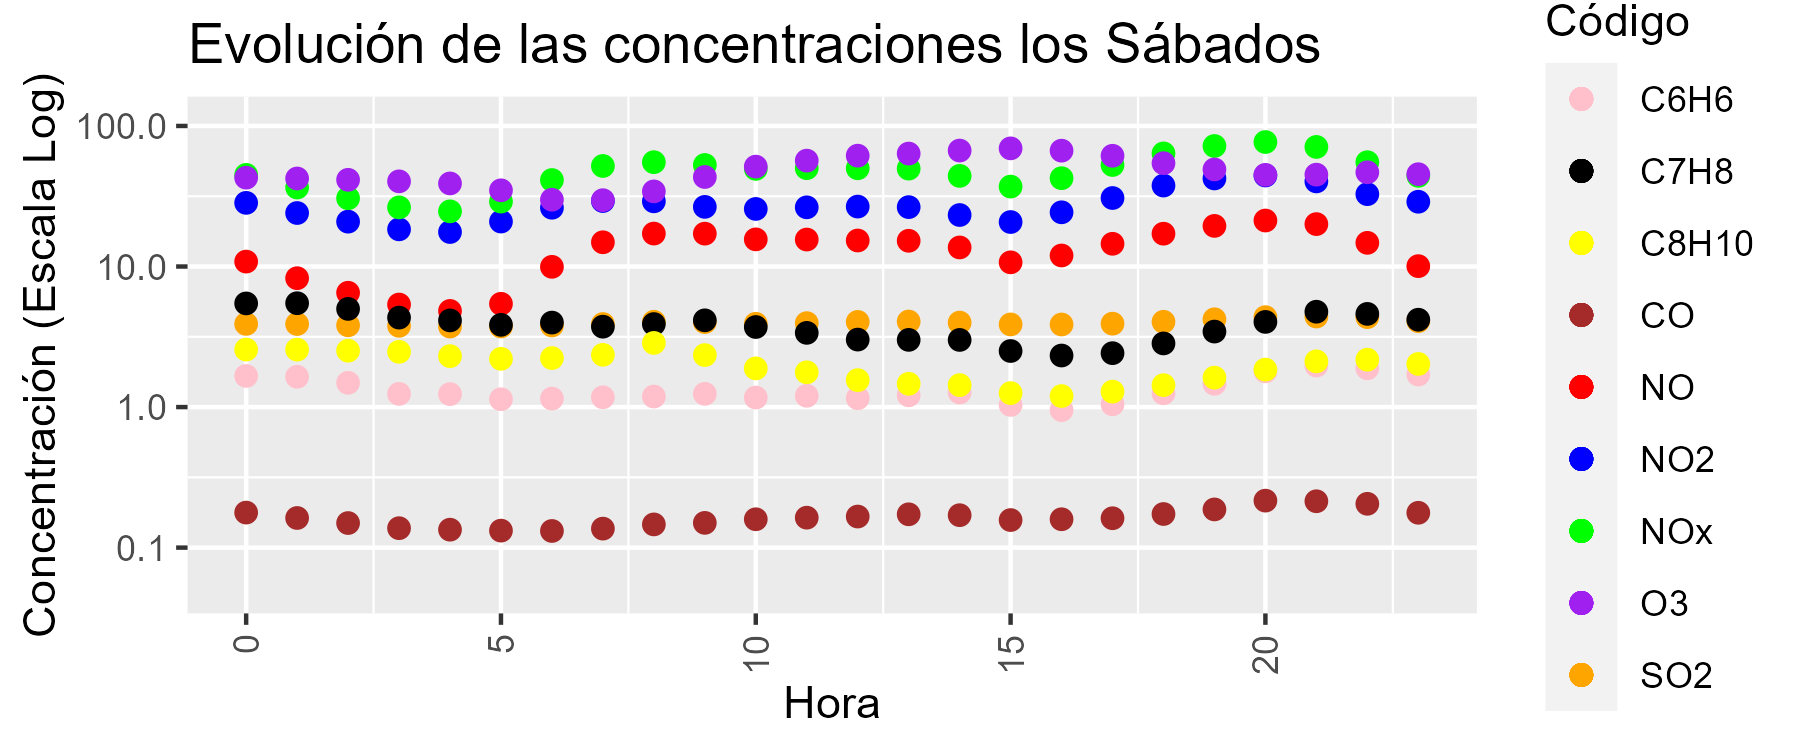 Evolución de las concentraciones los Sábados
Concentración (Escala Log)
100.0
10.0
1.0
0.1
0
5
10
15
20
Hora
Código
C6H6
C7H8
C8H10
CO
NO
NO2
NOx
O3
SO2